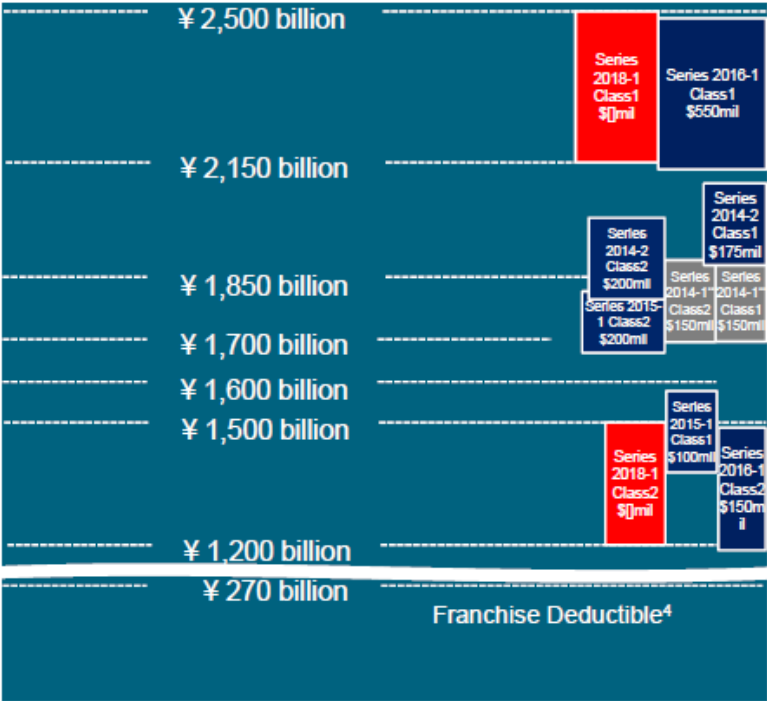 ¥ 2,500 billion
Series
2018-1
Class1
$[]mil
Series 2016-1
Class1
$550mil
¥ 2,150 billion
Series
2014-2
Class1
$175mil
Series
2014-2
Class2
$200mil
¥ 1,850 billion
Series
2014-1"
Class2
$150mil
Series
2014-1"
Class1
$150mil
Series 2015-
1 Class2
$200mil
¥ 1,700 billion
¥ 1,600 billion
Series
2015-1
Class1
$100mil
¥ 1,500 billion
Series
2018-1
Class2
$[]mil
Series
2016-1
Class2
$150m
il
¥ 1,200 billion
¥ 270 billion
Franchise Deductible⁴